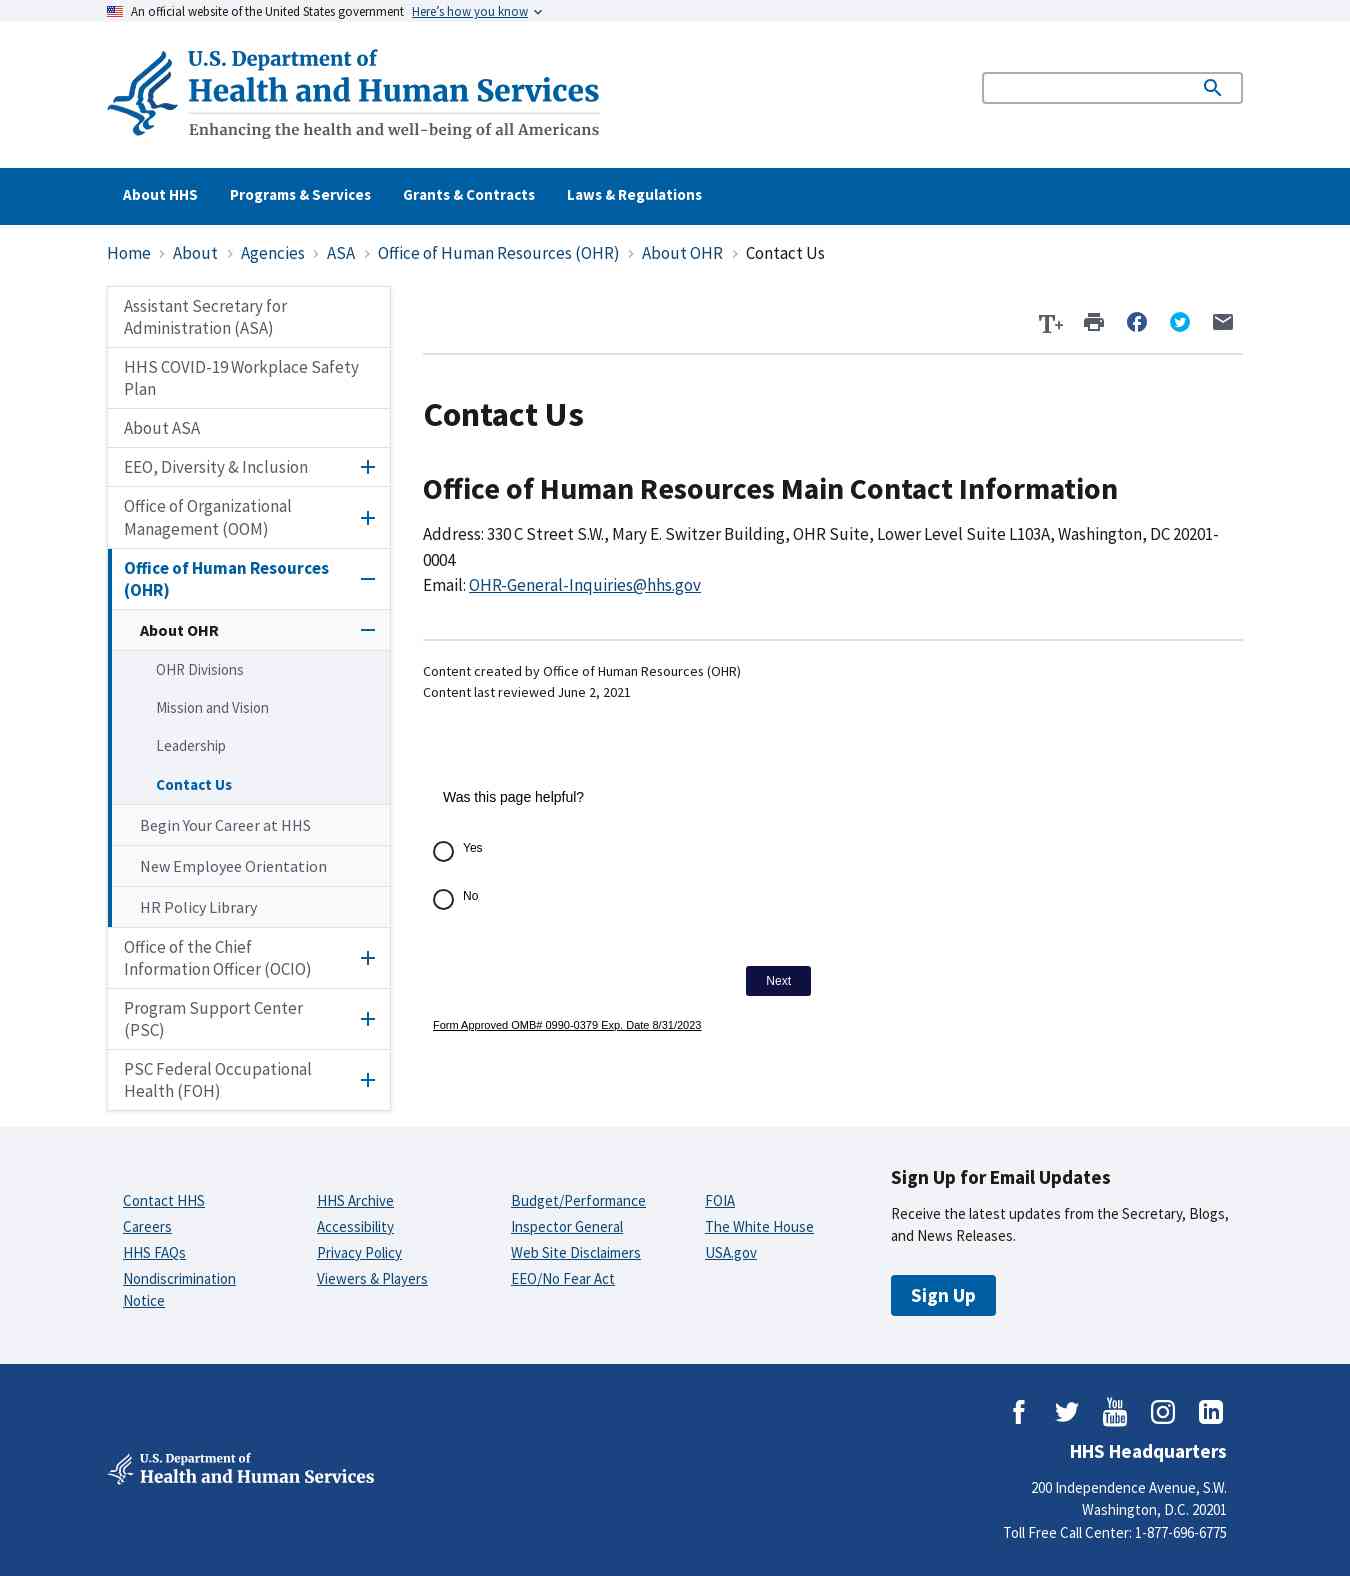 An official website of the United States government Here’s how you know
U.S. Department of
Health and Human Services
Enhancing the health and well-being of all Americans
About HHS
Programs & Services
Grants & Contracts
Laws & Regulations
Home > About > Agencies > ASA > Office of Human Resources (OHR) > About OHR > Contact Us
Assistant Secretary for
Administration (ASA)
HHS COVID-19 Workplace Safety
Plan
About ASA
EEO, Diversity & Inclusion
Office of Organizational
Management (OOM)
Office of Human Resources
(OHR)
About OHR
OHR Divisions
Mission and Vision
Leadership
Contact Us
Begin Your Career at HHS
New Employee Orientation
HR Policy Library
Office of the Chief
Information Officer (OCIO)
Program Support Center
(PSC)
PSC Federal Occupational
Health (FOH)
T+
Contact Us
Office of Human Resources Main Contact Information
Address: 330 C Street S.W., Mary E. Switzer Building, OHR Suite, Lower Level Suite L103A, Washington, DC 20201-
0004
Email: OHR-General-Inquiries@hhs.gov
Content created by Office of Human Resources (OHR)
Content last reviewed June 2, 2021
Was this page helpful?
Yes
No
Next
Form Approved OMB# 0990-0379 Exp. Date 8/31/2023
Contact HHS
Careers
HHS FAQs
Nondiscrimination
Notice
HHS Archive
Accessibility
Privacy Policy
Viewers & Players
Budget/Performance
Inspector General
Web Site Disclaimers
EEO/No Fear Act
FOIA
The White House
USA.gov
Sign Up for Email Updates
Receive the latest updates from the Secretary, Blogs,
and News Releases.
Sign Up
U.S. Department of
Health and Human Services
You
Tube
HHS Headquarters
200 Independence Avenue, S.W.
Washington, D.C. 20201
Toll Free Call Center: 1-877-696-6775